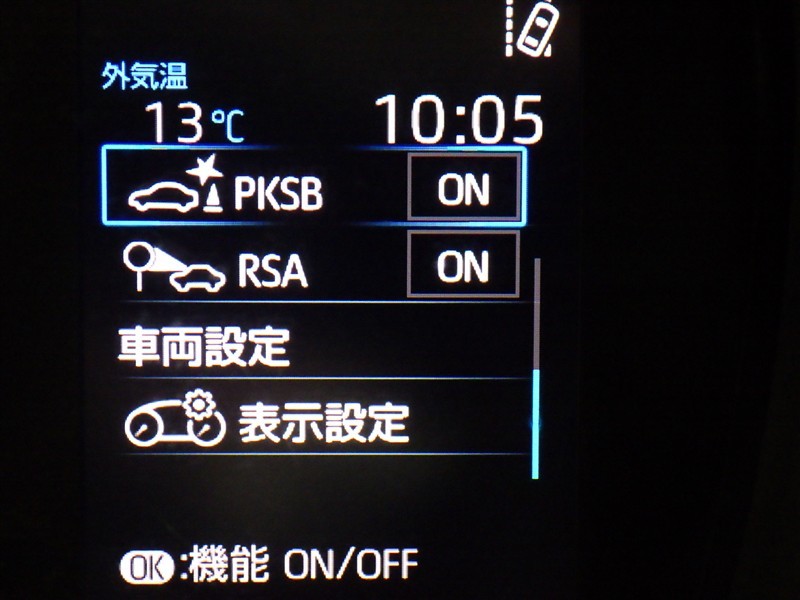 外気温
13℃ 10:05
PKSB ON
RSA ON
車両設定
表示設定
OK:機能 ON/OFF